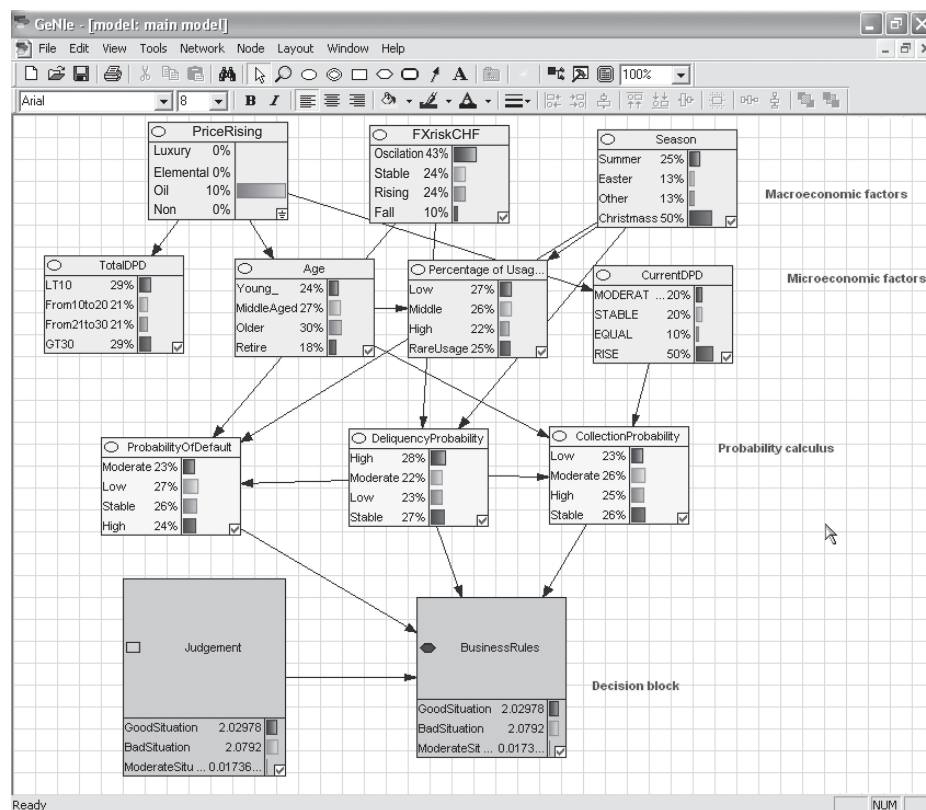 GeNIe - [model: main model]
File Edit View Tools Network Node Layout Window Help
100%
Arial 8 B I
PriceRising
Luxury 0%
Elemental 0%
Oil 10%
Non 0%
FXriskCHF
Oscilation 43%
Stable 24%
Rising 24%
Fall 10%
Season
Summer 25%
Easter 13%
Other 13%
Christmass 50%
Macroeconomic factors
TotalDPD
LT10 29%
From10to20 21%
From21to30 21%
GT30 29%
Age
Young_ 24%
MiddleAged 27%
Older 30%
Retire 18%
Percentage of Usag...
Low 27%
Middle 26%
High 22%
RareUsage 25%
CurrentDPD
MODERAT ... 20%
STABLE 20%
EQUAL 10%
RISE 50%
Microeconomic factors
ProbabilityOfDefault
Moderate 23%
Low 27%
Stable 26%
High 24%
DeliquencyProbability
High 28%
Moderate 22%
Low 23%
Stable 27%
CollectionProbability
Low 23%
Moderate 26%
High 25%
Stable 26%
Probability calculus
Judgement
GoodSituation 2.02978
BadSituation 2.0792
ModerateSitu ... 0.01736...
BusinessRules
GoodSituation 2.02978
BadSituation 2.0792
ModerateSit ... 0.0173...
Decision block
Ready NUM